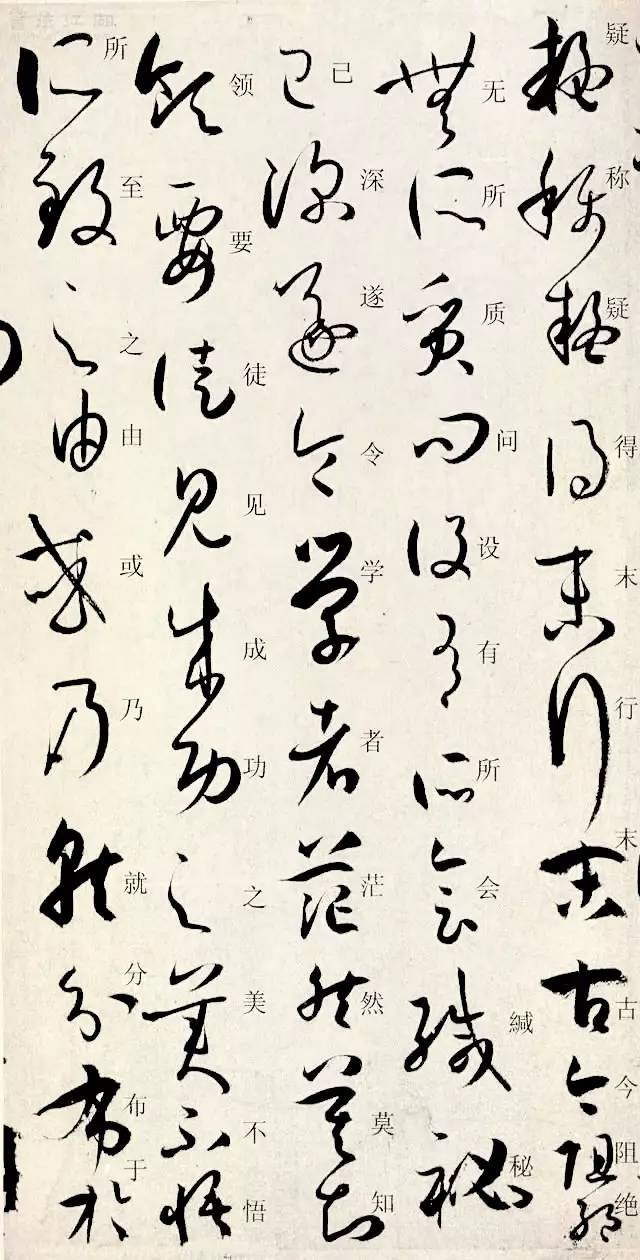 疑称疑得末行末古今阻绝
无所质问设有所会緘秘
己深遂令学者茫然莫知
领要徒见成功之美不悟
所至之由或乃就分布于